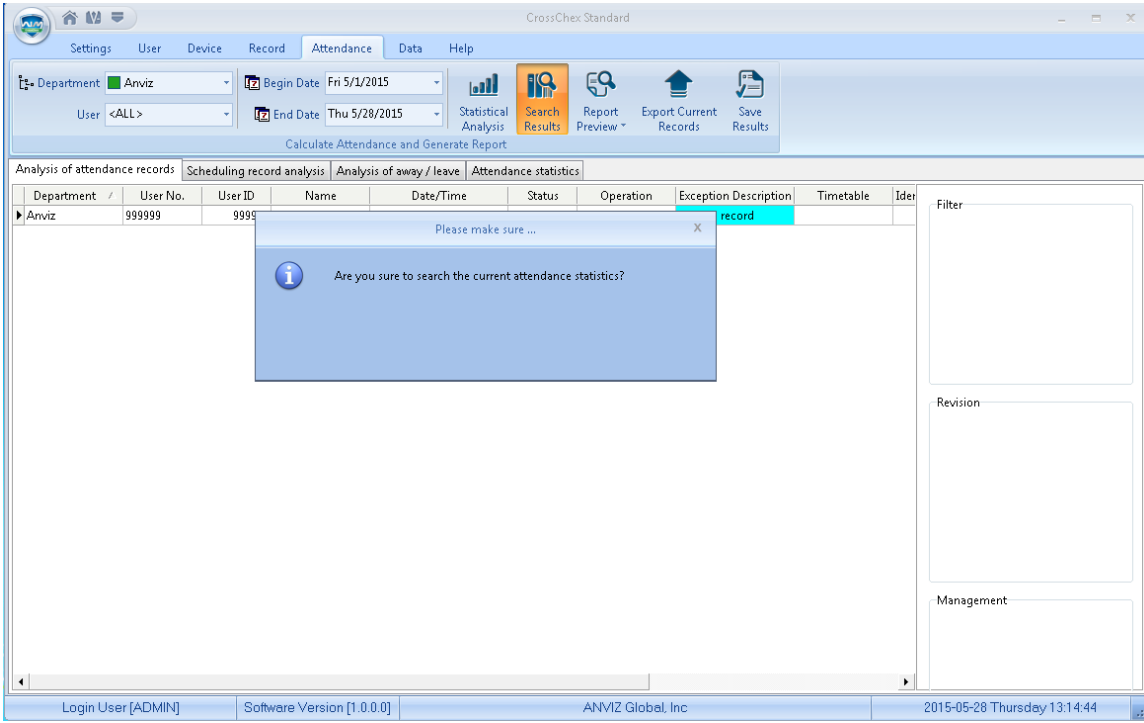 CrossChex Standard
Settings User Device Record Attendance Data Help
Department Anviz Begin Date Fri 5/1/2015
User <ALL> End Date Thu 5/28/2015
Statistical Analysis
Search Results
Report Preview
Export Current Records
Save Results
Calculate Attendance and Generate Report
Analysis of attendance records Scheduling record analysis Analysis of away / leave Attendance statistics
Department User No. User ID Name Date/Time Status Operation Exception Description Timetable Iden
Anviz 999999 9999 record
Please make sure ... X
Are you sure to search the current attendance statistics?
Filter
Revision
Management
Login User [ADMIN] Software Version [1.0.0.0] ANVIZ Global, Inc 2015-05-28 Thursday 13:14:44